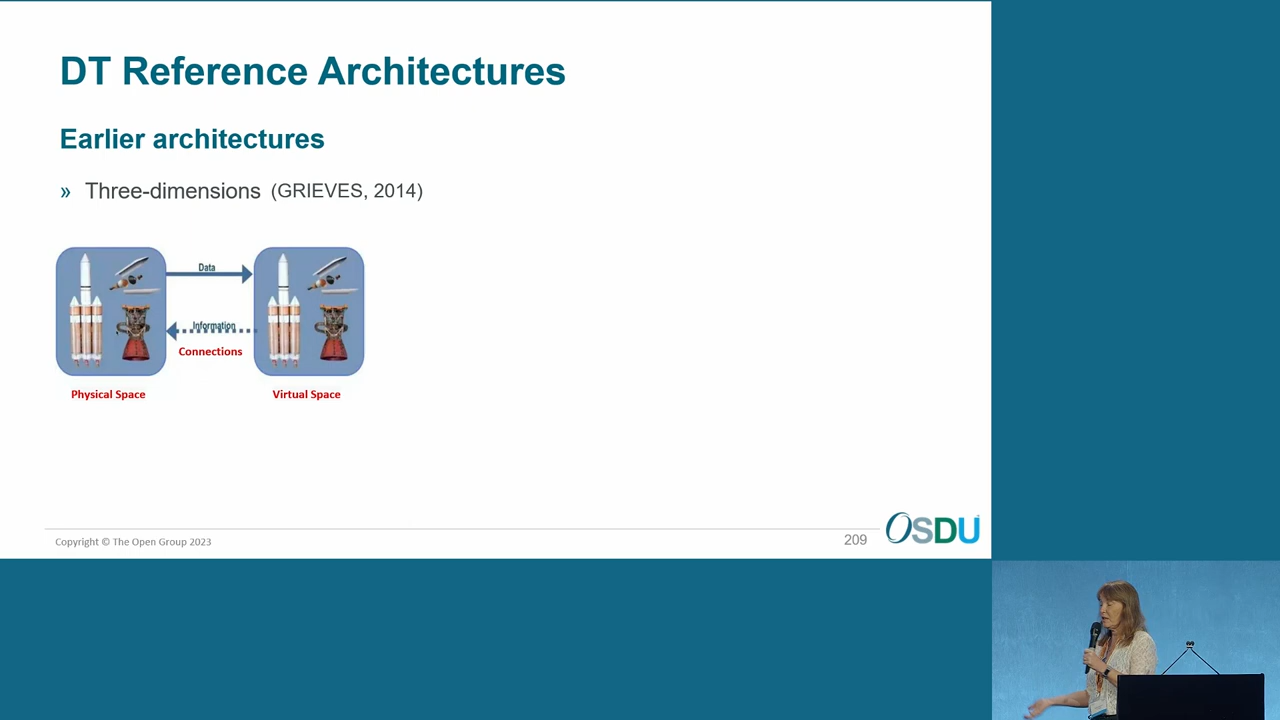 DT Reference Architectures
Earlier architectures
» Three-dimensions (GRIEVES, 2014)
Data
Information
Connections
Physical Space
Virtual Space
Copyright © The Open Group 2023
209
OSDU